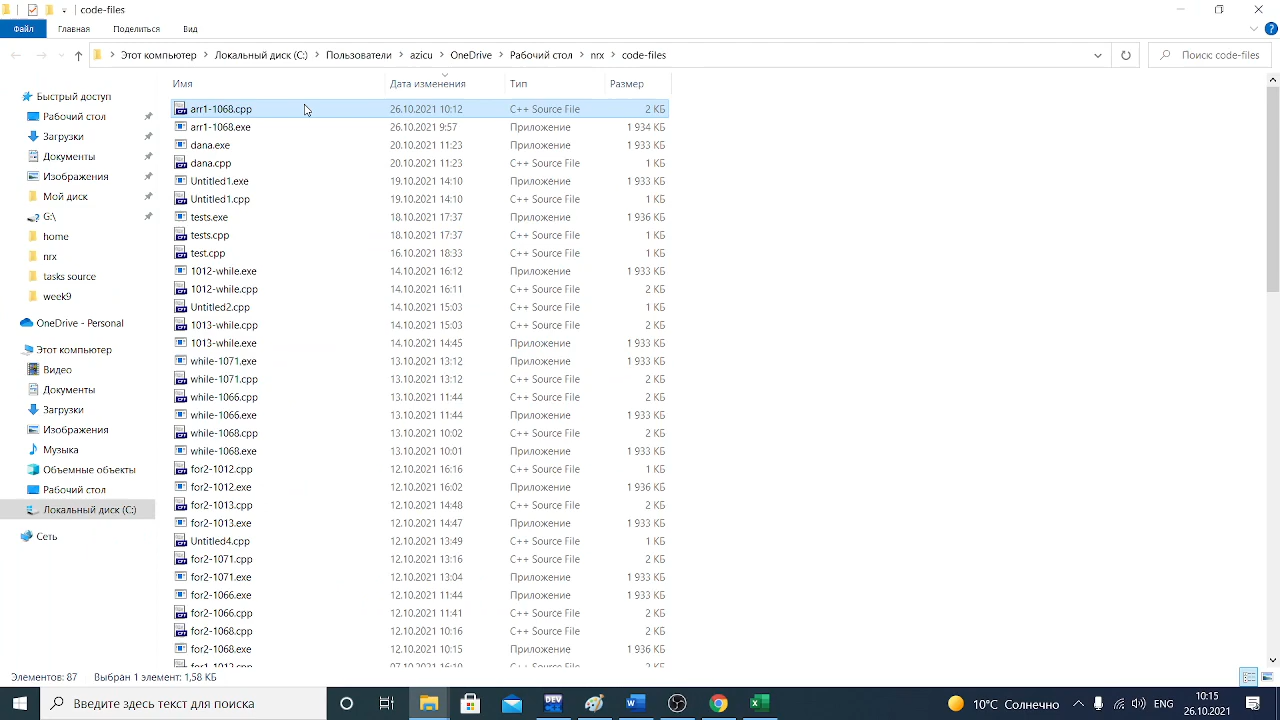 code-files
Файл Главная Поделиться Вид
Этот компьютер Локальный диск (C:) Пользователи azicu OneDrive Рабочий стол nrx code-files Поиск: code-files
Имя Дата изменения Тип Размер
Быстрый доступ
Рабочий стол
Загрузки
Документы
Изображения
Мой диск
G:\
home
nrx
tasks source
week9
OneDrive - Personal
Этот компьютер
Видео
Документы
Загрузки
Изображения
Музыка
Объемные объекты
Рабочий стол
Локальный диск (C:)
Сеть
arr1-1068.cpp 26.10.2021 10:12 C++ Source File 2 КБ
arr1-1068.exe 26.10.2021 9:57 Приложение 1 934 КБ
dana.exe 20.10.2021 11:23 Приложение 1 933 КБ
dana.cpp 20.10.2021 11:23 C++ Source File 1 КБ
Untitled1.exe 19.10.2021 14:10 Приложение 1 933 КБ
Untitled1.cpp 19.10.2021 14:10 C++ Source File 1 КБ
tests.exe 18.10.2021 17:37 Приложение 1 936 КБ
tests.cpp 18.10.2021 17:37 C++ Source File 1 КБ
test.cpp 16.10.2021 18:33 C++ Source File 1 КБ
1012-while.exe 14.10.2021 16:12 Приложение 1 933 КБ
1012-while.cpp 14.10.2021 16:11 C++ Source File 2 КБ
Untitled2.cpp 14.10.2021 15:03 C++ Source File 1 КБ
1013-while.cpp 14.10.2021 15:03 C++ Source File 2 КБ
1013-while.exe 14.10.2021 14:45 Приложение 1 933 КБ
while-1071.exe 13.10.2021 13:12 Приложение 1 933 КБ
while-1071.cpp 13.10.2021 13:12 C++ Source File 2 КБ
while-1066.cpp 13.10.2021 11:44 C++ Source File 2 КБ
while-1066.exe 13.10.2021 11:44 Приложение 1 933 КБ
while-1068.cpp 13.10.2021 10:02 C++ Source File 2 КБ
while-1068.exe 13.10.2021 10:01 Приложение 1 933 КБ
for2-1012.cpp 12.10.2021 16:16 C++ Source File 1 КБ
for2-1012.exe 12.10.2021 16:02 Приложение 1 936 КБ
for2-1013.cpp 12.10.2021 14:48 C++ Source File 2 КБ
for2-1013.exe 12.10.2021 14:47 Приложение 1 933 КБ
Untitled4.cpp 12.10.2021 13:49 C++ Source File 1 КБ
for2-1071.cpp 12.10.2021 13:16 C++ Source File 2 КБ
for2-1071.exe 12.10.2021 13:04 Приложение 1 933 КБ
for2-1066.exe 12.10.2021 11:44 Приложение 1 933 КБ
for2-1066.cpp 12.10.2021 11:41 C++ Source File 2 КБ
for2-1068.cpp 12.10.2021 10:16 C++ Source File 2 КБ
for2-1068.exe 12.10.2021 10:15 Приложение 1 936 КБ
for1-1012.cpp 07.10.2021 16:19 C++ Source File 2 КБ
Элементов: 87 Выбран 1 элемент: 1,58 КБ
Введите здесь текст для поиска
10°C Солнечно ENG
10:15
26.10.2021